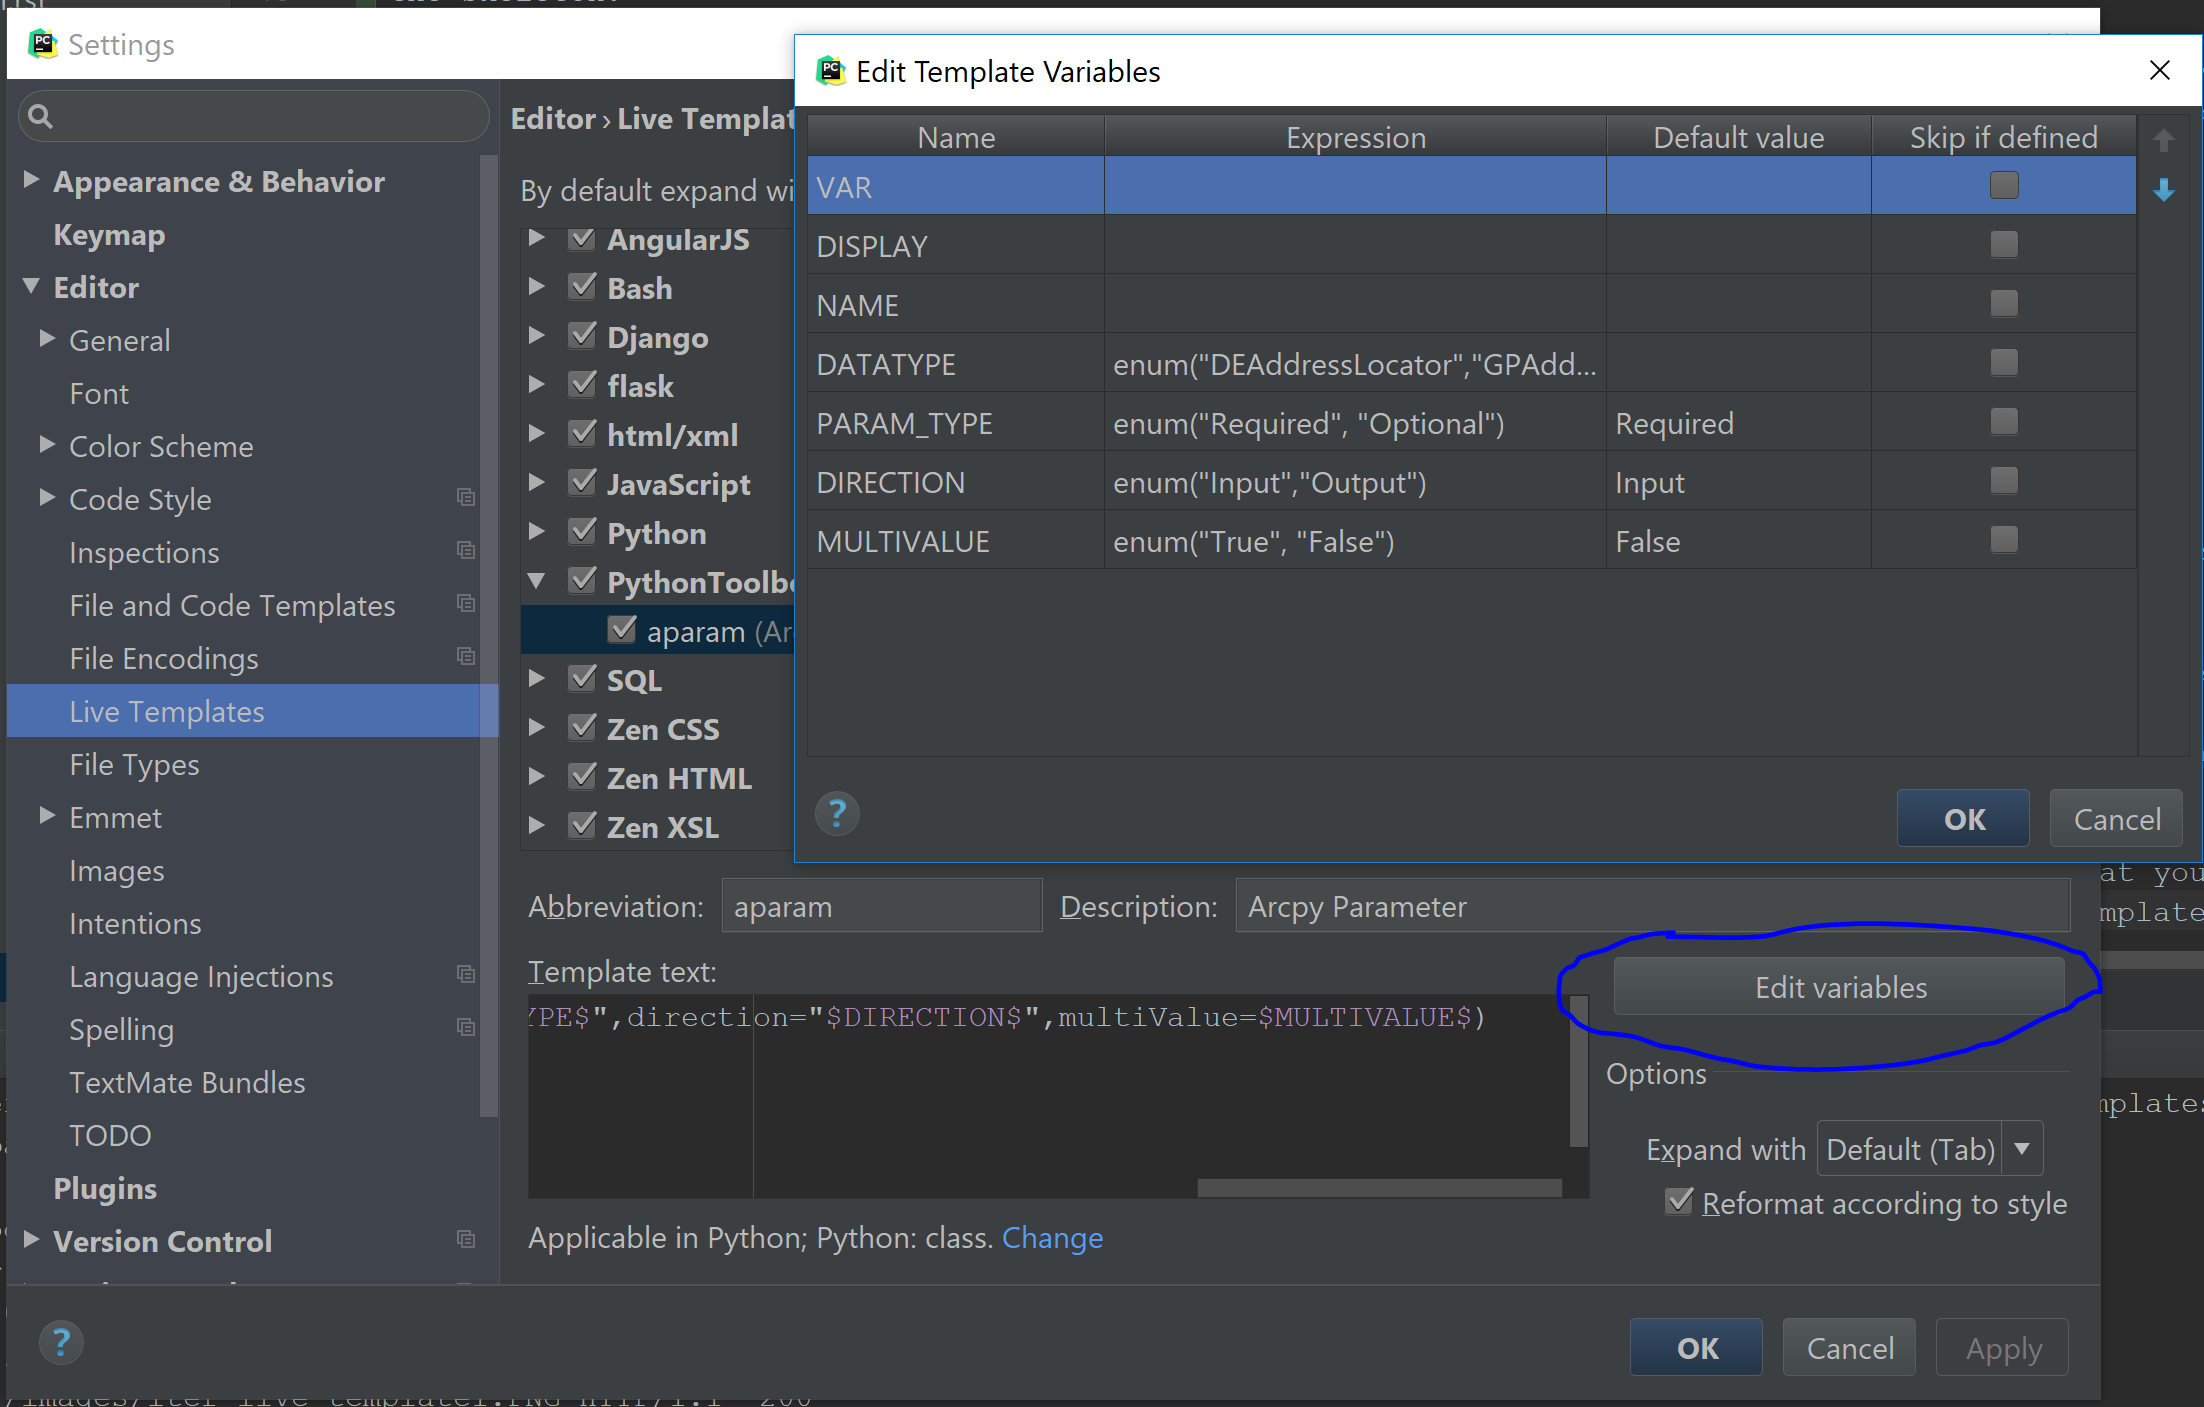 Settings
Edit Template Variables
Editor › Live Templat
Name Expression Default value Skip if defined
VAR
DISPLAY
NAME
DATATYPE enum("DEAddressLocator","GPAdd...
PARAM_TYPE enum("Required", "Optional") Required
DIRECTION enum("Input","Output") Input
MULTIVALUE enum("True", "False") False
OK Cancel
Appearance & Behavior
Keymap
Editor
General
Font
Color Scheme
Code Style
Inspections
File and Code Templates
File Encodings
Live Templates
File Types
Emmet
Images
Intentions
Language Injections
Spelling
TextMate Bundles
TODO
Plugins
Version Control
By default expand wi
AngularJS
Bash
Django
flask
html/xml
JavaScript
Python
PythonToolb
aparam (Ar
SQL
Zen CSS
Zen HTML
Zen XSL
Abbreviation: aparam Description: Arcpy Parameter
Template text:
YPE$",direction="$DIRECTION$",multiValue=$MULTIVALUE$)
Edit variables
Options
Expand with Default (Tab)
Reformat according to style
Applicable in Python; Python: class. Change
OK Cancel Apply
at you
mplate
mplates